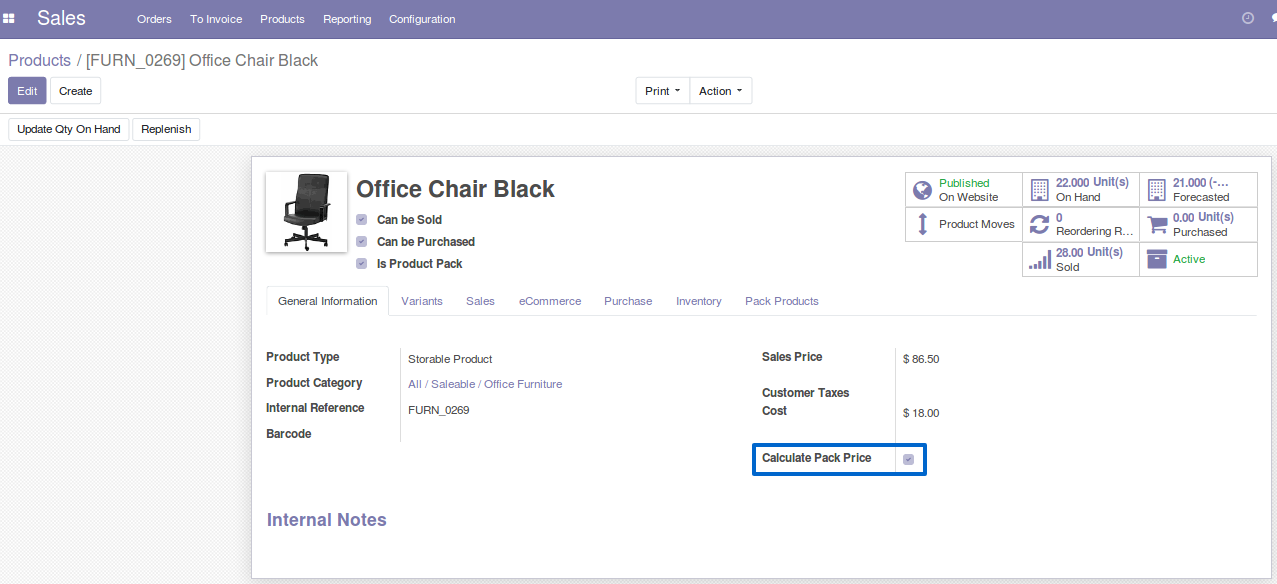 Sales Orders To Invoice Products Reporting Configuration
Products / [FURN_0269] Office Chair Black
Edit Create Print Action
Update Qty On Hand Replenish
Office Chair Black
Can be Sold
Can be Purchased
Is Product Pack
Published
On Website
22.000 Unit(s)
On Hand
21.000 (-...
Forecasted
Product Moves
0
Reordering R...
0.00 Unit(s)
Purchased
28.00 Unit(s)
Sold
Active
General Information Variants Sales eCommerce Purchase Inventory Pack Products
Product Type Storable Product
Product Category All / Saleable / Office Furniture
Internal Reference FURN_0269
Barcode
Sales Price $ 86.50
Customer Taxes
Cost $ 18.00
Calculate Pack Price
Internal Notes